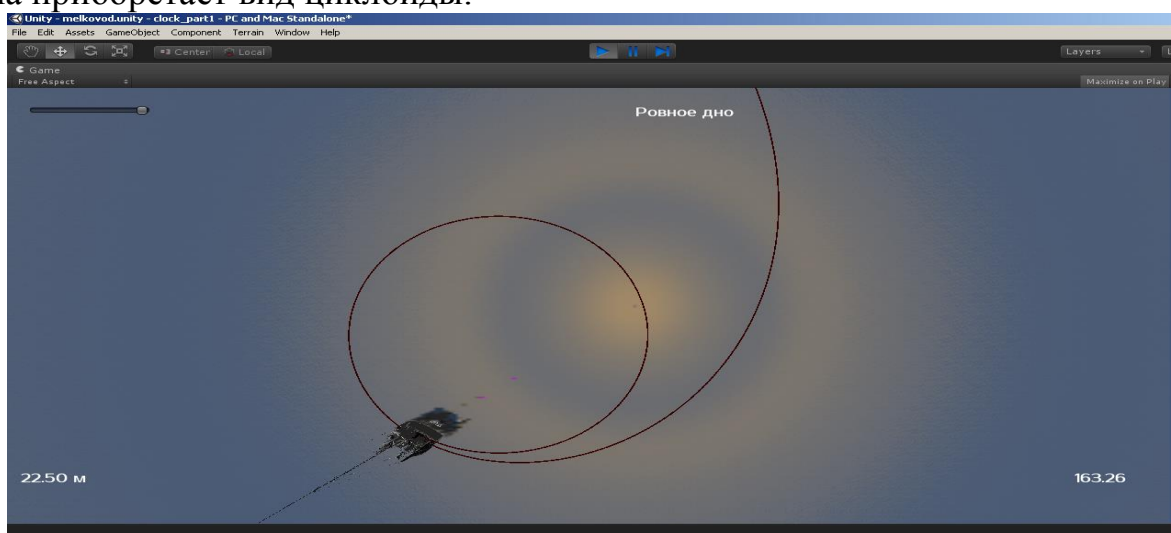 на приобретает вид циклоиды.
Unity - melkovod.unity - clock_part1 - PC and Mac Standalone*
File Edit Assets GameObject Component Terrain Window Help
Center Local Layers
Game
Free Aspect Maximize on Play
Ровное дно
22.50 м 163.26